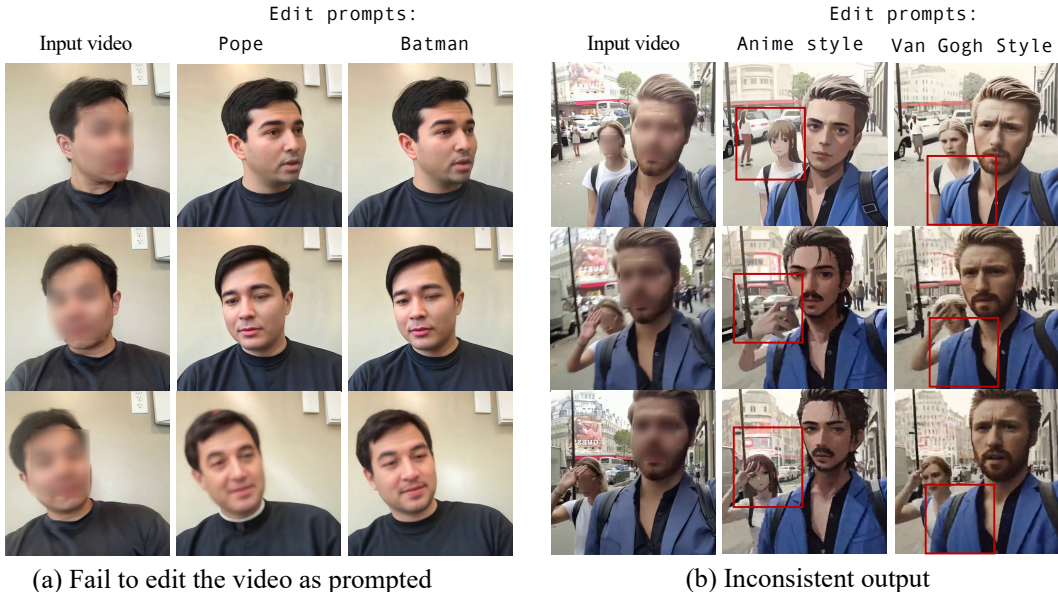 Edit prompts:
Input video
Pope
Batman
(a) Fail to edit the video as prompted
Edit prompts:
Input video
Anime style
Van Gogh Style
(b) Inconsistent output